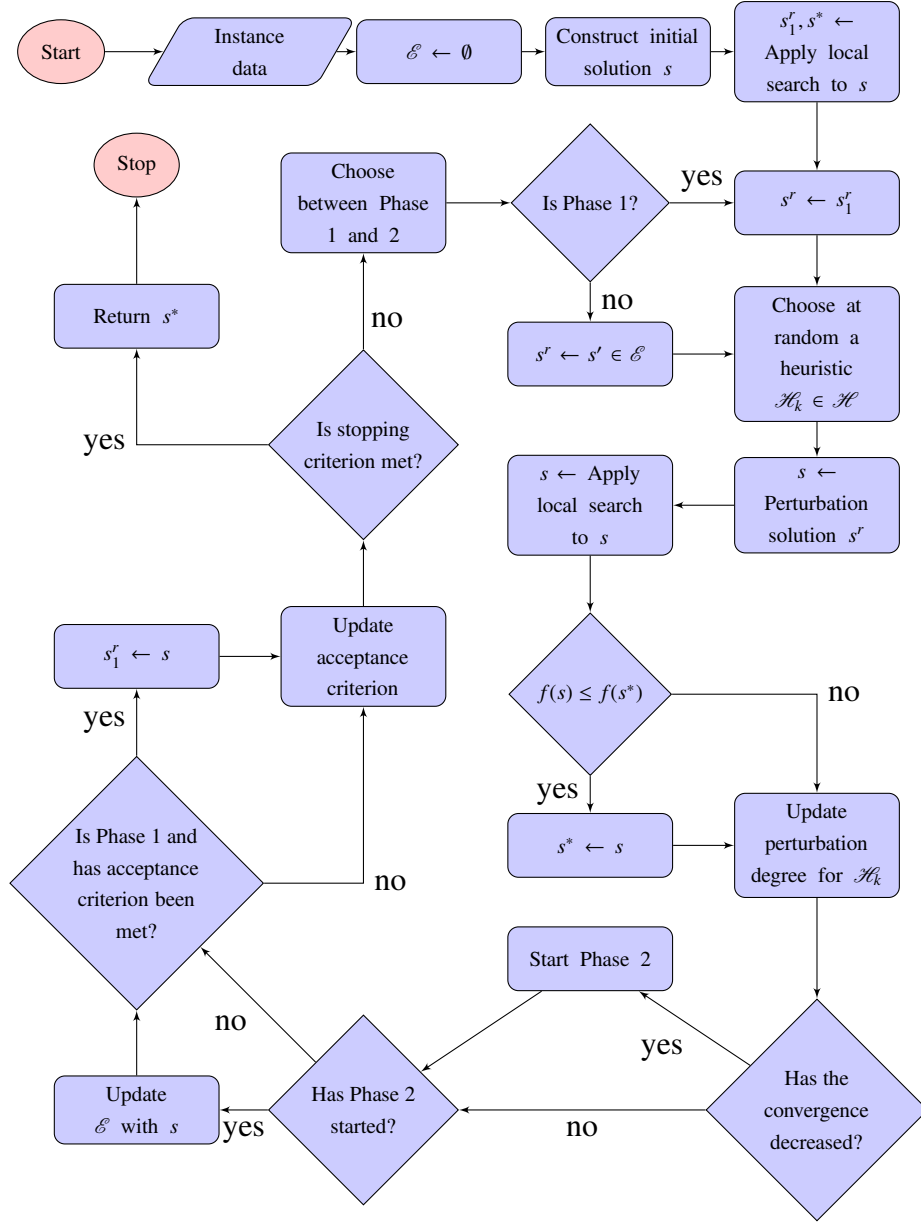 Start
Instance
data
ℰ ← ∅
Construct initial
solution s
s₁ʳ, s* ←
Apply local
search to s
Stop
Choose
between Phase
1 and 2
Is Phase 1?
yes
sʳ ← s₁ʳ
no
Return s*
no
sʳ ← s′ ∈ ℰ
Choose at
random a
heuristic
ℋₖ ∈ ℋ
yes
Is stopping
criterion met?
s ← Apply
local search
to s
s ←
Perturbation
solution sʳ
s₁ʳ ← s
Update
acceptance
criterion
f(s) ≤ f(s*)
no
yes
yes
Is Phase 1 and
has acceptance
criterion been
met?
no
s* ← s
Update
perturbation
degree for ℋₖ
Start Phase 2
no
yes
Update
ℰ with s
yes
Has Phase 2
started?
no
Has the
convergence
decreased?